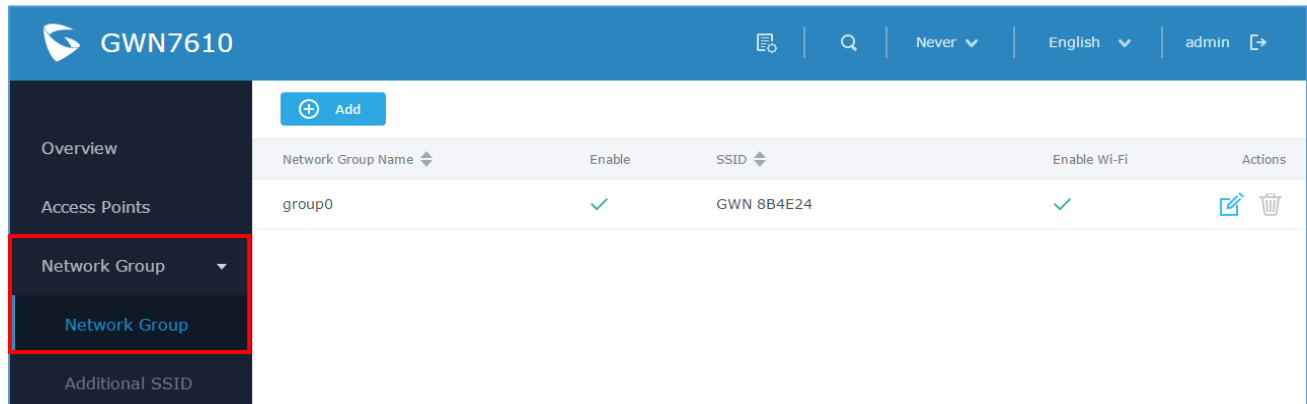 GWN7610
Never
English
admin
Add
Overview
Network Group Name Enable SSID Enable Wi-Fi Actions
Access Points
group0 GWN 8B4E24
Network Group
Network Group
Additional SSID